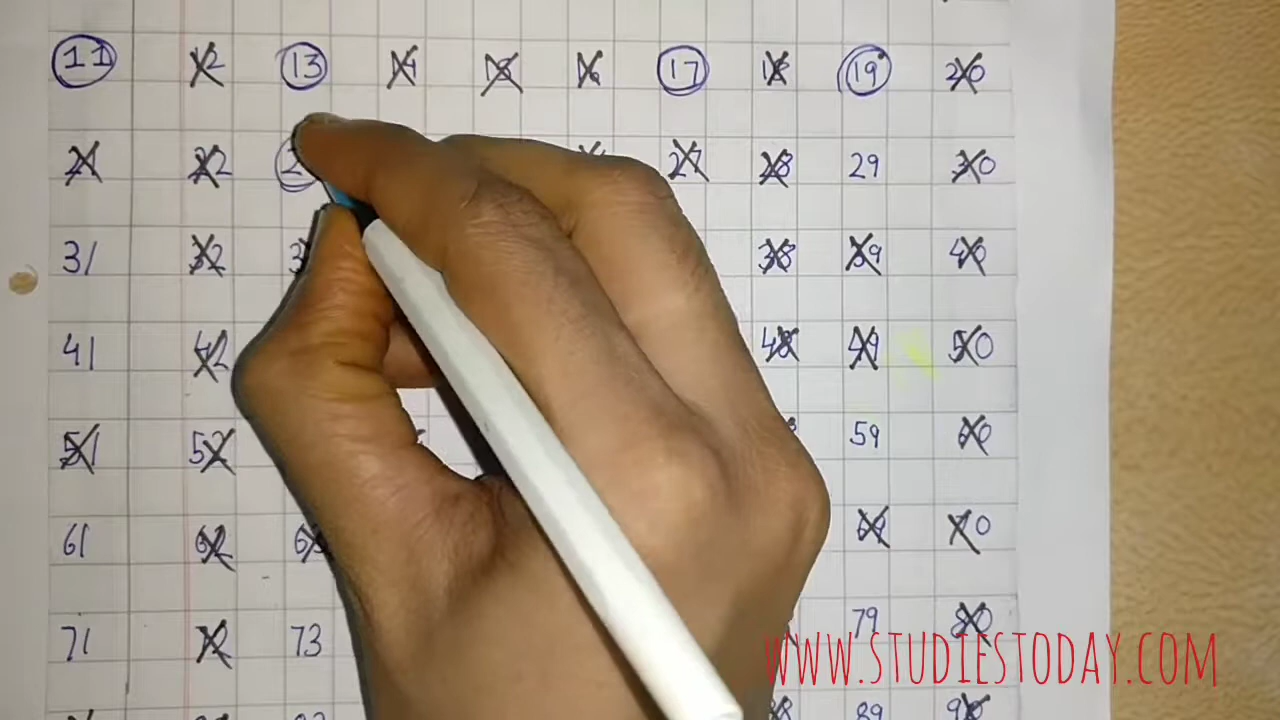 11 12 13 14 15 16 17 18 19 20
21 22 27 28 29 30
31 32 38 39 40
41 42 48 49 50
51 52 59 60
61 62 63 69 70
71 72 73 79 80
www.studiestoday.com
89 90